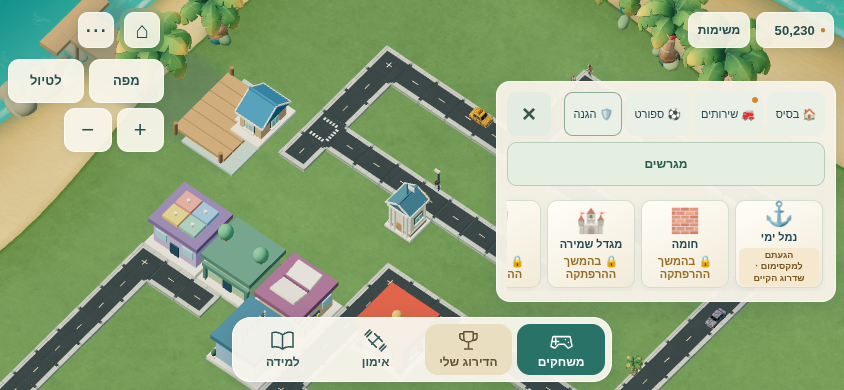 50,230
משימות
מפה
לטיול
+
−
בסיס
שירותים
ספורט
הגנה
✕
מגרשים
נמל ימי
הגעתם
למקסימום ·
שדרוג הקיים
חומה
בהמשך
ההרפתקה
מגדל שמירה
בהמשך
ההרפתקה
משחקים
הדירוג שלי
אימון
למידה